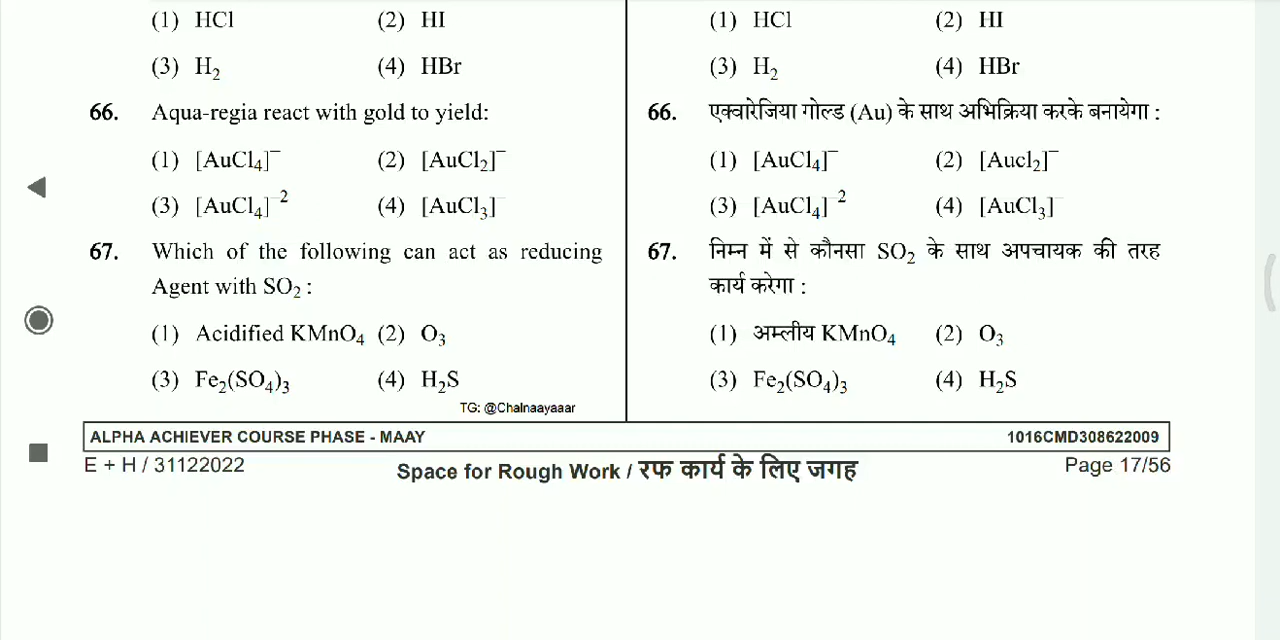 (1) HCl (2) HI
(3) H₂ (4) HBr
66. Aqua-regia react with gold to yield:
(1) [AuCl₄]⁻ (2) [AuCl₂]⁻
(3) [AuCl₄]⁻² (4) [AuCl₃]⁻
67. Which of the following can act as reducing
Agent with SO₂ :
(1) Acidified KMnO₄ (2) O₃
(3) Fe₂(SO₄)₃ (4) H₂S
TG: @Chalnaayaaar
(1) HCl (2) HI
(3) H₂ (4) HBr
66. एक्वारेजिया गोल्ड (Au) के साथ अभिक्रिया करके बनायेगा :
(1) [AuCl₄]⁻ (2) [Aucl₂]⁻
(3) [AuCl₄]⁻² (4) [AuCl₃]⁻
67. निम्न में से कौनसा SO₂ के साथ अपचायक की तरह
कार्य करेगा :
(1) अम्लीय KMnO₄ (2) O₃
(3) Fe₂(SO₄)₃ (4) H₂S
ALPHA ACHIEVER COURSE PHASE - MAAY 1016CMD308622009
E + H / 31122022 Space for Rough Work / रफ कार्य के लिए जगह Page 17/56